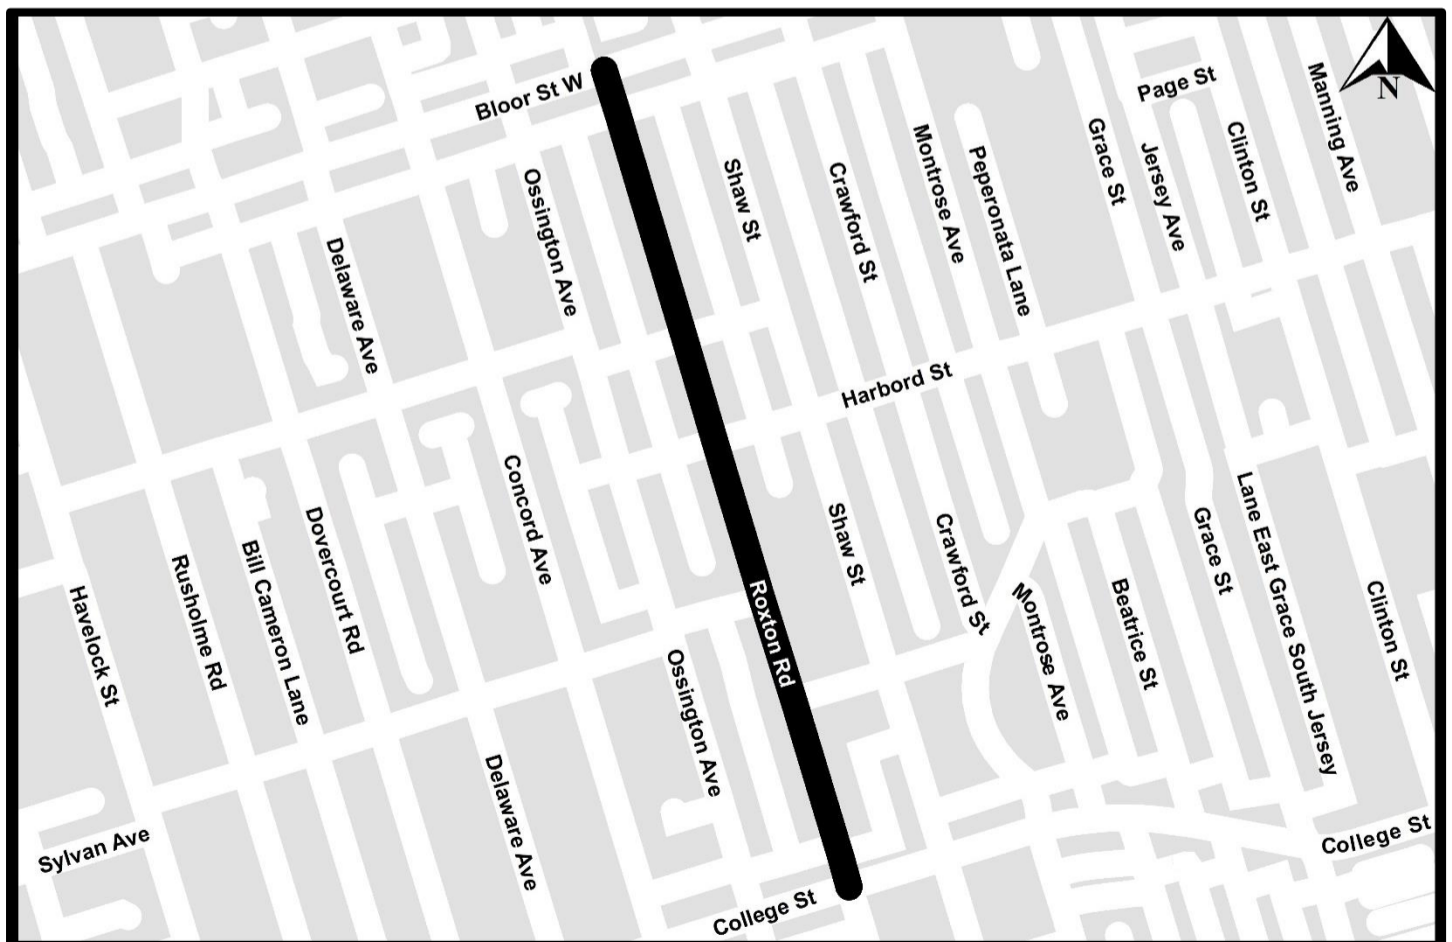 N
Manning Ave
Page St
Bloor St W
Clinton St
Grace St
Jersey Ave
Montrose Ave
Peperonata Lane
Shaw St
Crawford St
Ossington Ave
Delaware Ave
Harbord St
Concord Ave
Lane East Grace South Jersey
Grace St
Shaw St
Crawford St
Dovercourt Rd
Bill Cameron Lane
Rusholme Rd
Havelock St
Roxton Rd
Montrose Ave
Beatrice St
Clinton St
Ossington Ave
Delaware Ave
Sylvan Ave
College St
College St